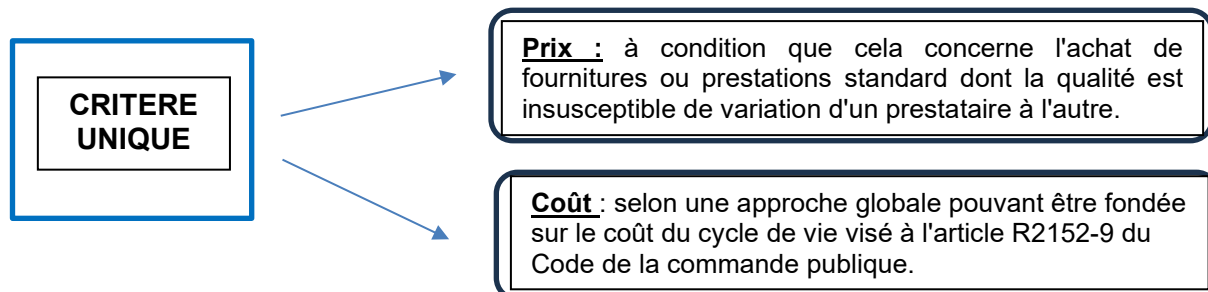 CRITERE
UNIQUE
Prix : à condition que cela concerne l'achat de
fournitures ou prestations standard dont la qualité est
insusceptible de variation d'un prestataire à l'autre.
Coût : selon une approche globale pouvant être fondée
sur le coût du cycle de vie visé à l'article R2152-9 du
Code de la commande publique.